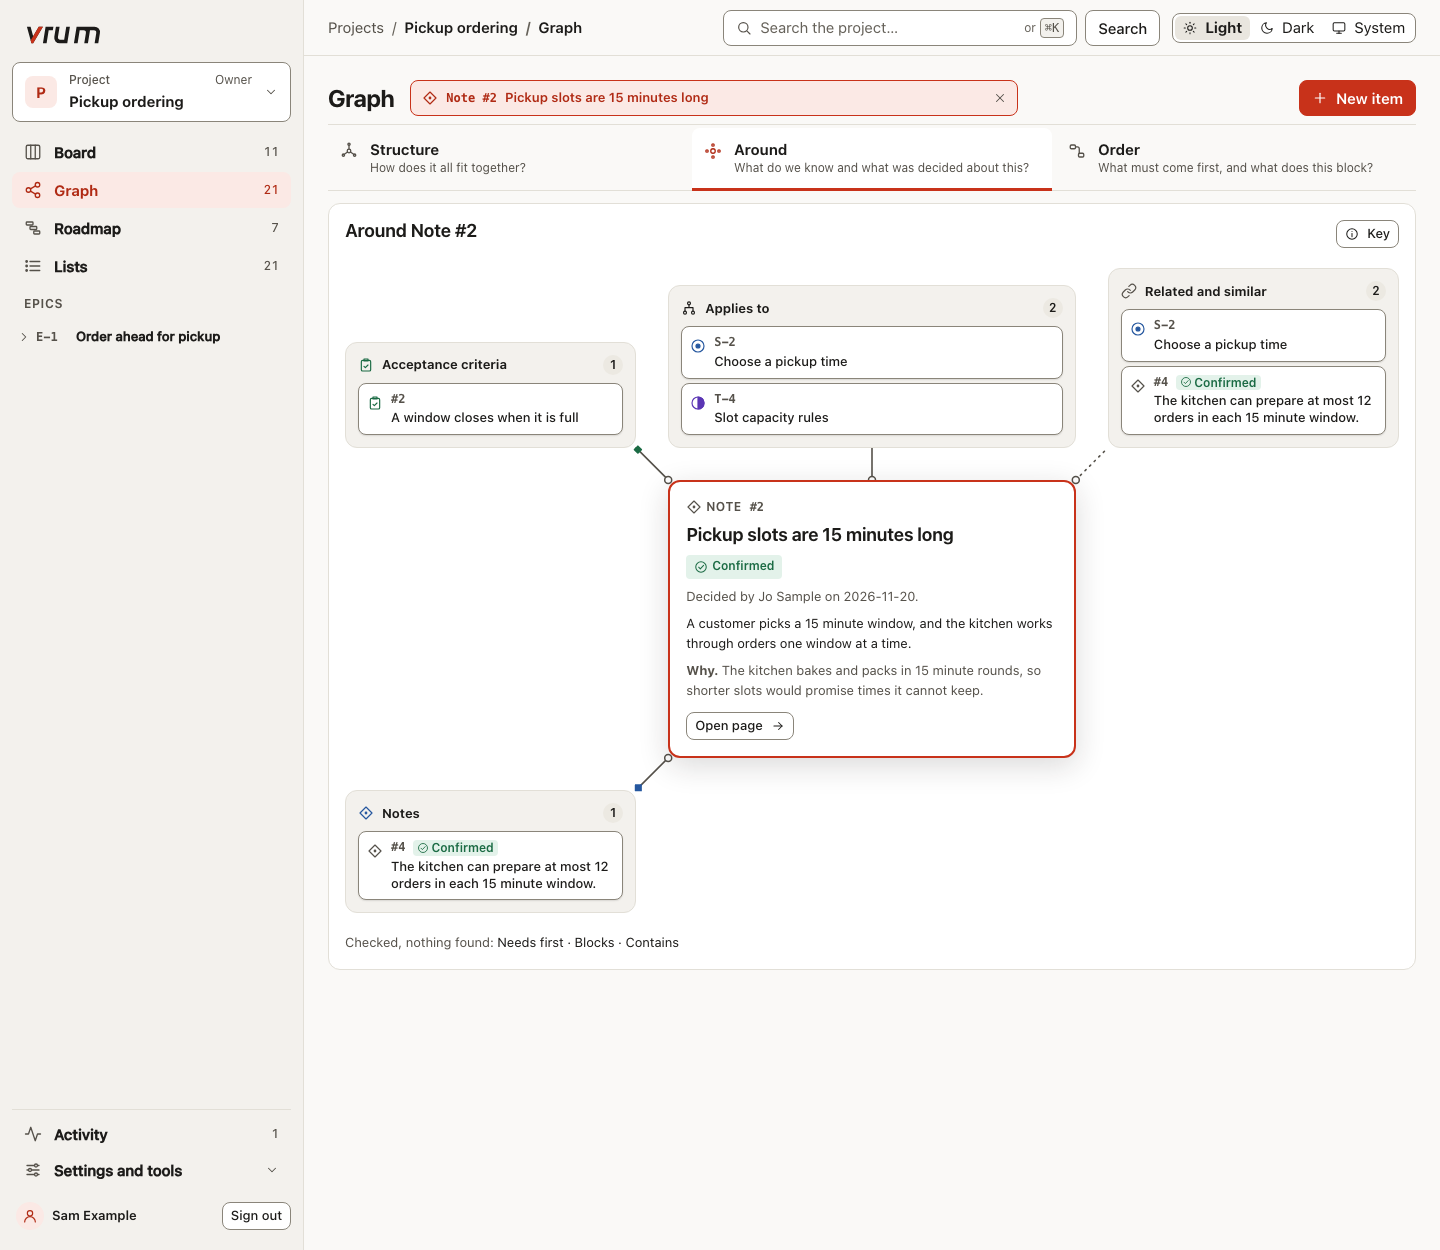 vrum
Project
Owner
P
Pickup ordering
Board 11
Graph 21
Roadmap 7
Lists 21
EPICS
E–1 Order ahead for pickup
Activity 1
Settings and tools
Sam Example
Sign out
Projects / Pickup ordering / Graph
Search the project...
or ⌘K
Search
Light
Dark
System
Graph
Note #2 Pickup slots are 15 minutes long
New item
Structure
How does it all fit together?
Around
What do we know and what was decided about this?
Order
What must come first, and what does this block?
Around Note #2
Key
Acceptance criteria 1
#2
A window closes when it is full
Applies to 2
S–2
Choose a pickup time
T–4
Slot capacity rules
Related and similar 2
S–2
Choose a pickup time
#4 Confirmed
The kitchen can prepare at most 12
orders in each 15 minute window.
NOTE #2
Pickup slots are 15 minutes long
Confirmed
Decided by Jo Sample on 2026-11-20.
A customer picks a 15 minute window, and the kitchen works
through orders one window at a time.
Why. The kitchen bakes and packs in 15 minute rounds, so
shorter slots would promise times it cannot keep.
Open page
Notes 1
#4 Confirmed
The kitchen can prepare at most 12
orders in each 15 minute window.
Checked, nothing found: Needs first · Blocks · Contains